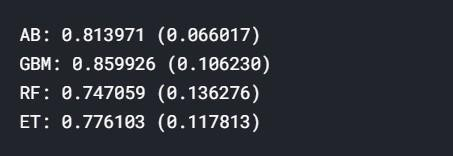 AB: 0.813971 (0.066017)
GBM: 0.859926 (0.106230)
RF: 0.747059 (0.136276)
ET: 0.776103 (0.117813)